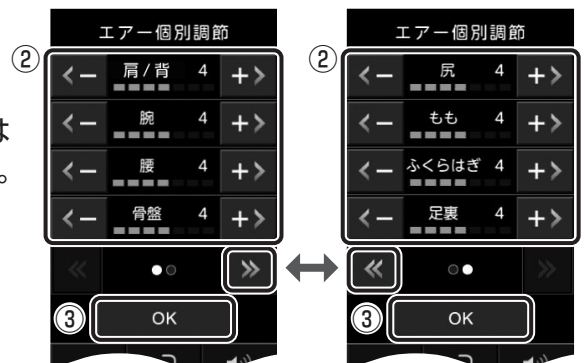 エアー個別調節
②
<− 肩/背 4 +>
<− 腕 4 +>
<− 腰 4 +>
<− 骨盤 4 +>
は
。
»
③ OK
エアー個別調節
②
<− 尻 4 +>
<− もも 4 +>
<− ふくらはぎ 4 +>
<− 足裏 4 +>
«
③ OK